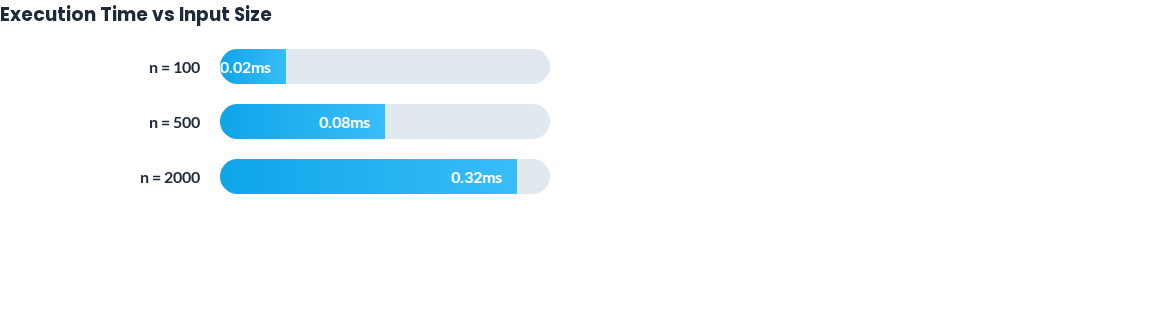 Execution Time vs Input Size
n = 100 0.02ms
n = 500 0.08ms
n = 2000 0.32ms